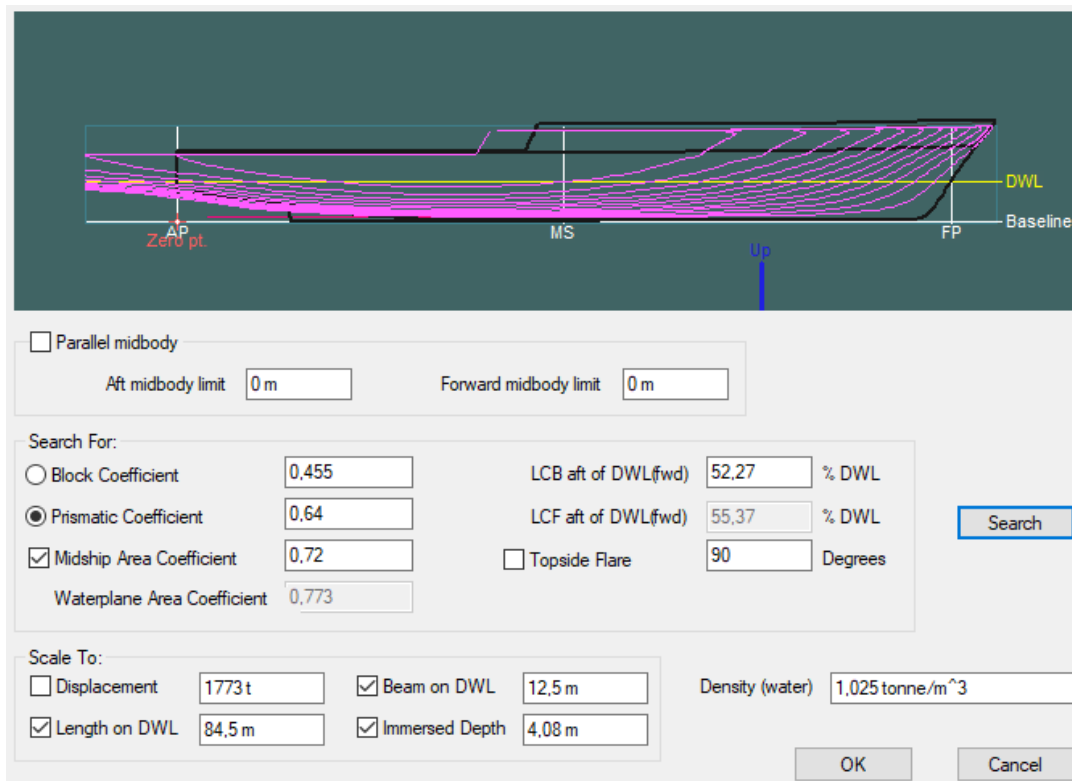 DWL
Baseline
AP
Zero pt.
MS
FP
Up
Parallel midbody
Aft midbody limit 0 m Forward midbody limit 0 m
Search For:
Block Coefficient 0,455 LCB aft of DWL(fwd) 52,27 % DWL
Prismatic Coefficient 0,64 LCF aft of DWL(fwd) 55,37 % DWL
Search
Midship Area Coefficient 0,72 Topside Flare 90 Degrees
Waterplane Area Coefficient 0,773
Scale To:
Displacement 1773 t Beam on DWL 12,5 m Density (water) 1,025 tonne/m^3
Length on DWL 84,5 m Immersed Depth 4,08 m
OK Cancel